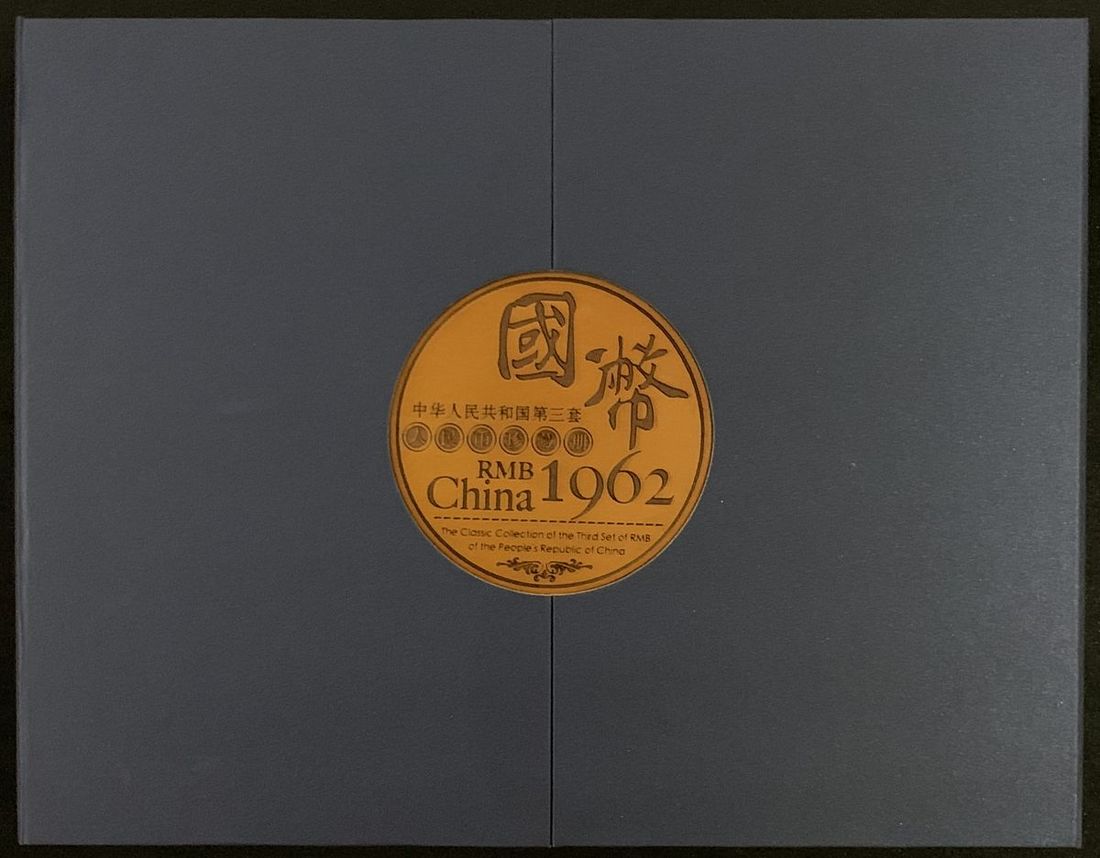 國幣
中华人民共和国第三套
人民币珍藏册
RMB
China 1962
The Classic Collection of the Third Set of RMB
of the People's Republic of China